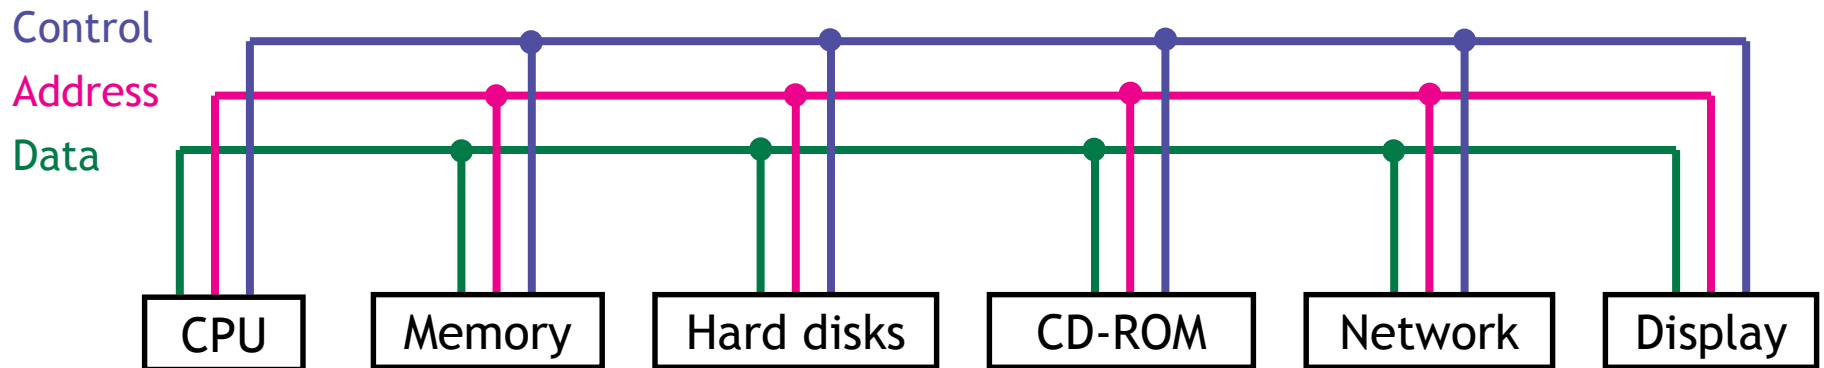 Control
Address
Data
CPU
Memory
Hard disks
CD-ROM
Network
Display